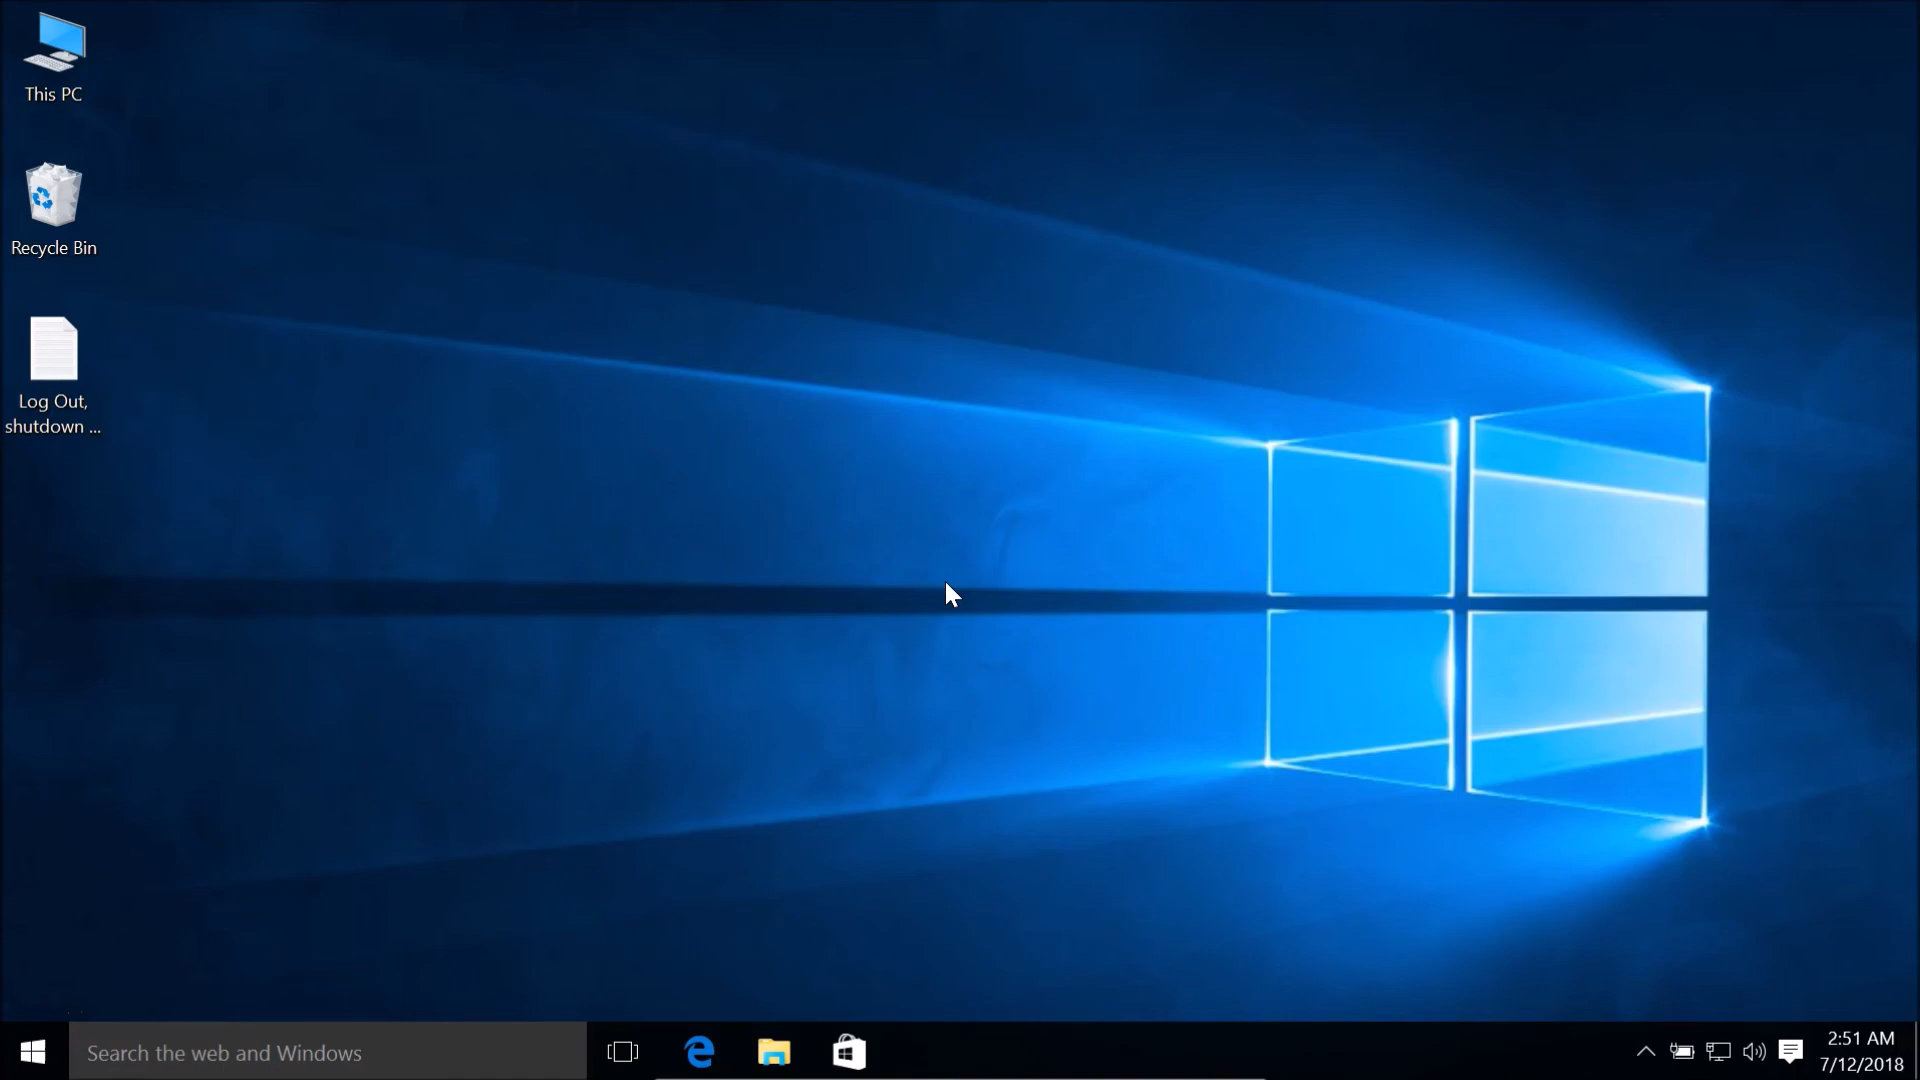 This PC
Recycle Bin
Log Out,
shutdown ...
Search the web and Windows
2:51 AM
7/12/2018